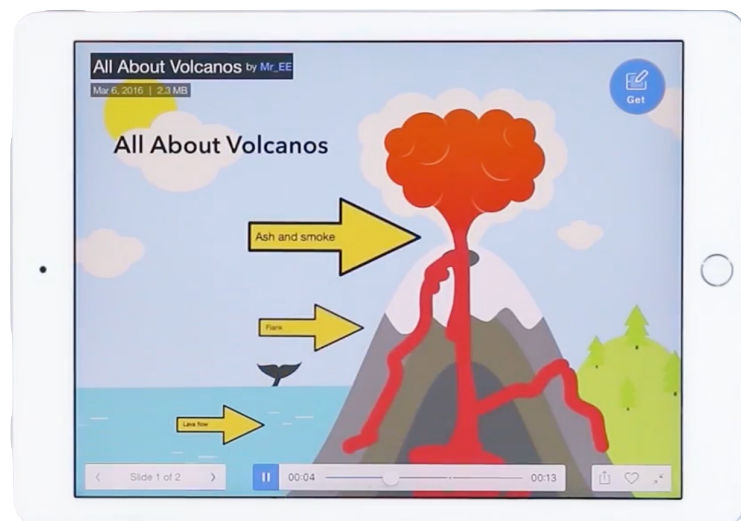 All About Volcanos by Mr_EE
Mar 6, 2016 | 2.3 MB
Get
All About Volcanos
Ash and smoke
Flank
Lava flow
Slide 1 of 2
00:04
00:13